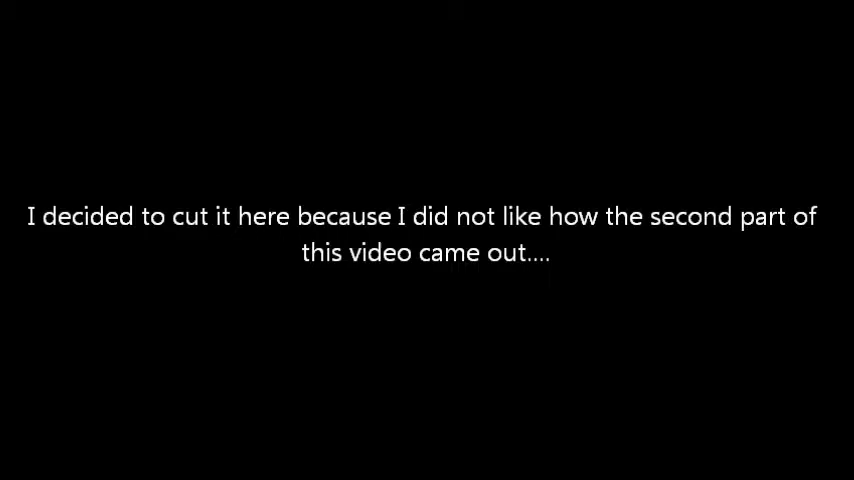 I decided to cut it here because I did not like how the second part of
this video came out....